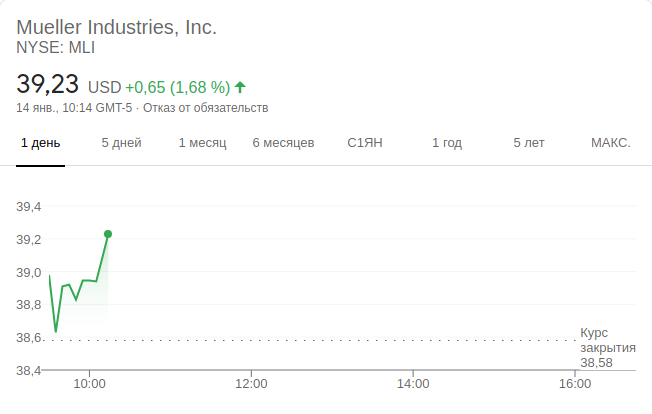 Mueller Industries, Inc.
NYSE: MLI
39,23 USD +0,65 (1,68 %)
14 янв., 10:14 GMT-5 · Отказ от обязательств
1 день 5 дней 1 месяц 6 месяцев С1ЯН 1 год 5 лет МАКС.
39,4
39,2
39,0
38,8
38,6
38,4
Курс
закрытия
38,58
10:00 12:00 14:00 16:00